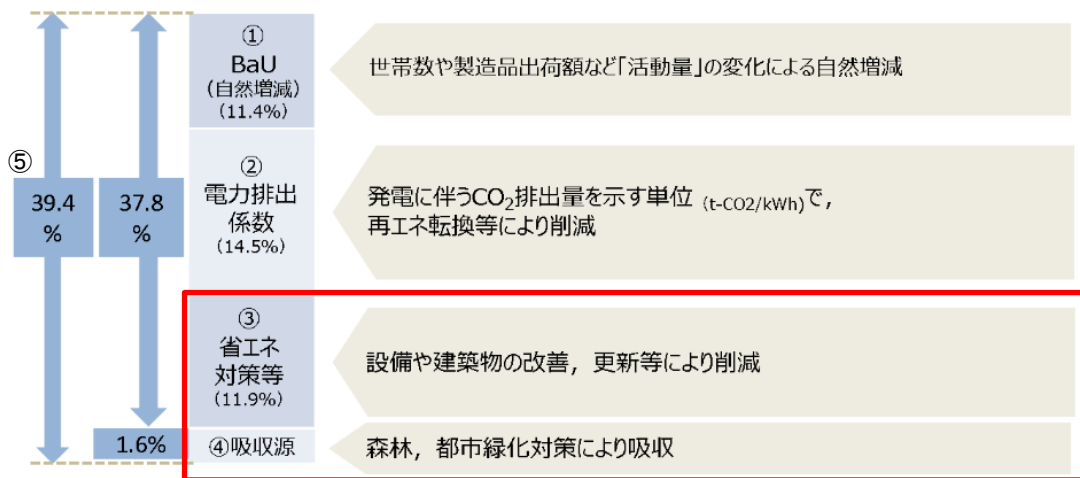 ①
BaU
(自然増減)
(11.4%)
世帯数や製造品出荷額など「活動量」の変化による自然増減
⑤
39.4
%
37.8
%
②
電力排出
係数
(14.5%)
発電に伴うCO₂排出量を示す単位 (t-CO2/kWh)で,
再エネ転換等により削減
③
省エネ
対策等
(11.9%)
設備や建築物の改善, 更新等により削減
1.6%
④吸収源
森林, 都市緑化対策により吸収